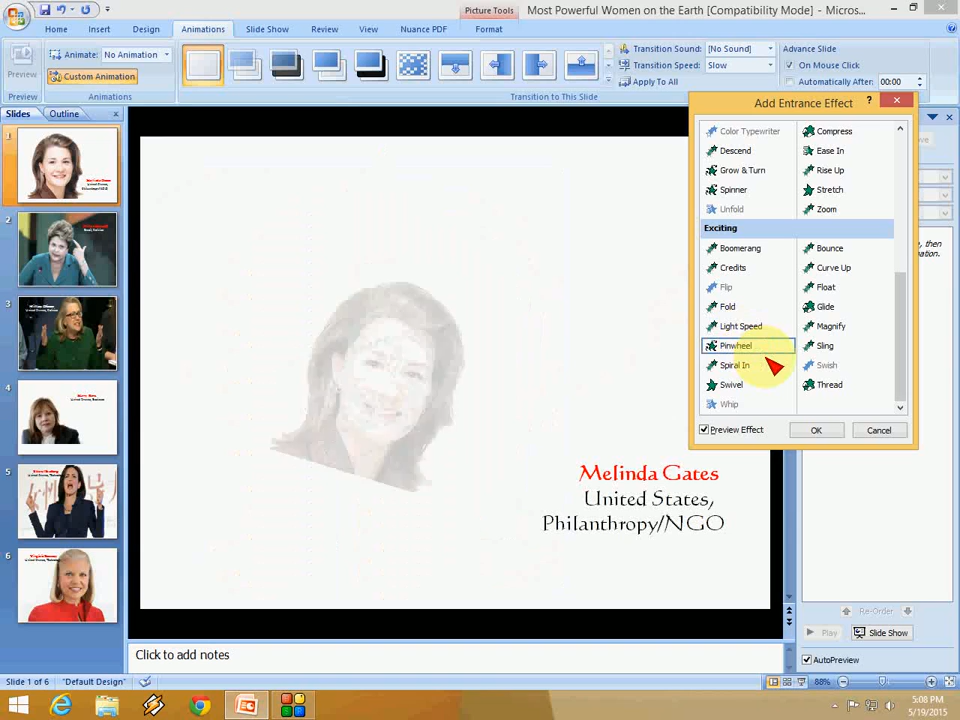 Picture Tools
Most Powerful Women on the Earth [Compatibility Mode] - Micros...
Home
Insert
Design
Animations
Slide Show
Review
View
Nuance PDF
Format
Preview
Animate:
No Animation
Custom Animation
Preview
Animations
Transition Sound:
[No Sound]
Transition Speed:
Slow
Apply To All
Transition to This Slide
Advance Slide
On Mouse Click
Automatically After:
00:00
Slides
Outline
1
2
3
4
5
6
Add Entrance Effect
?
Color Typewriter
Compress
Descend
Ease In
Grow & Turn
Rise Up
Spinner
Stretch
Unfold
Zoom
Exciting
Boomerang
Bounce
Credits
Curve Up
Flip
Float
Fold
Glide
Light Speed
Magnify
Pinwheel
Sling
Spiral In
Swish
Swivel
Thread
Whip
Preview Effect
OK
Cancel
Melinda Gates
United States,
Philanthropy/NGO
Re-Order
Play
Slide Show
AutoPreview
Click to add notes
Slide 1 of 6
"Default Design"
88%
5:08 PM
5/19/2015